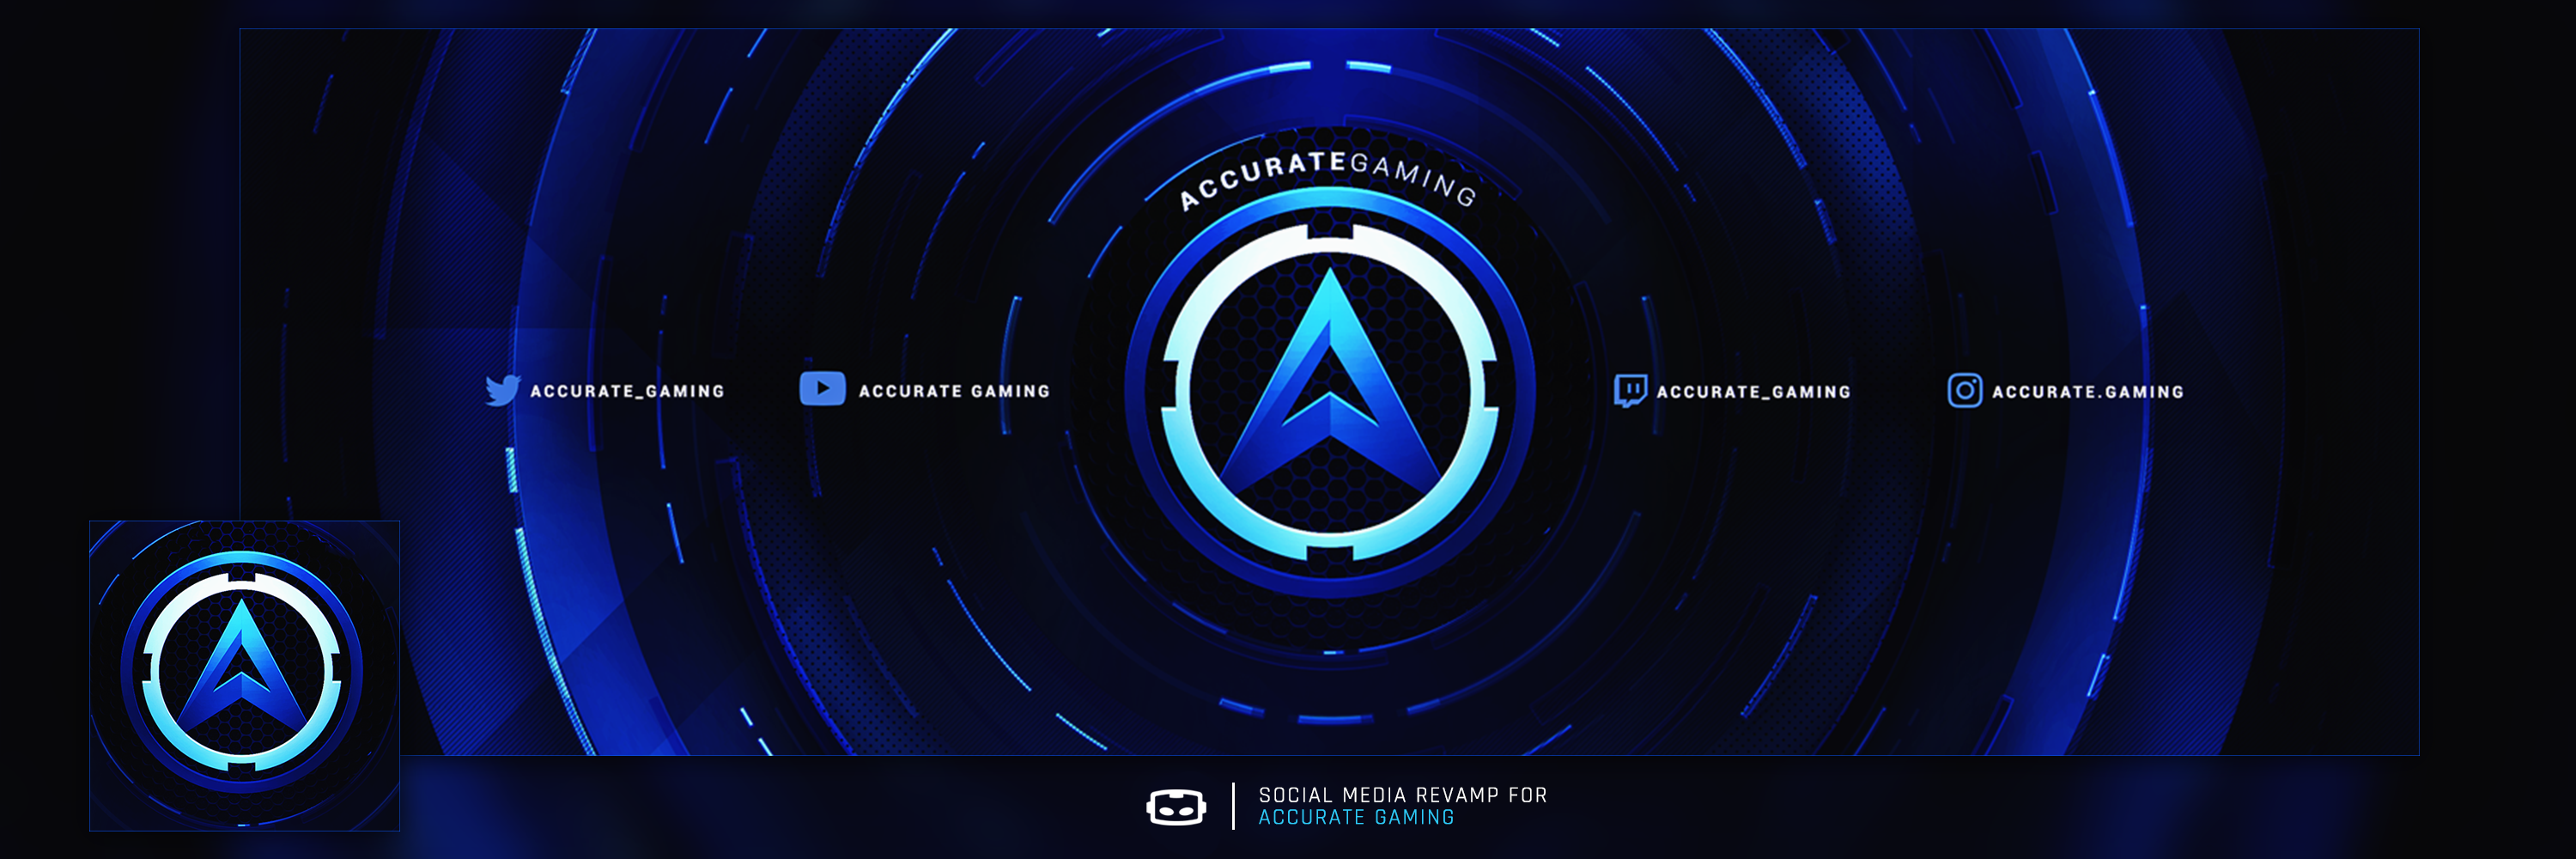 ACCURATEGAMING
ACCURATE_GAMING
ACCURATE GAMING
ACCURATE_GAMING
ACCURATE.GAMING
SOCIAL MEDIA REVAMP FOR
ACCURATE GAMING